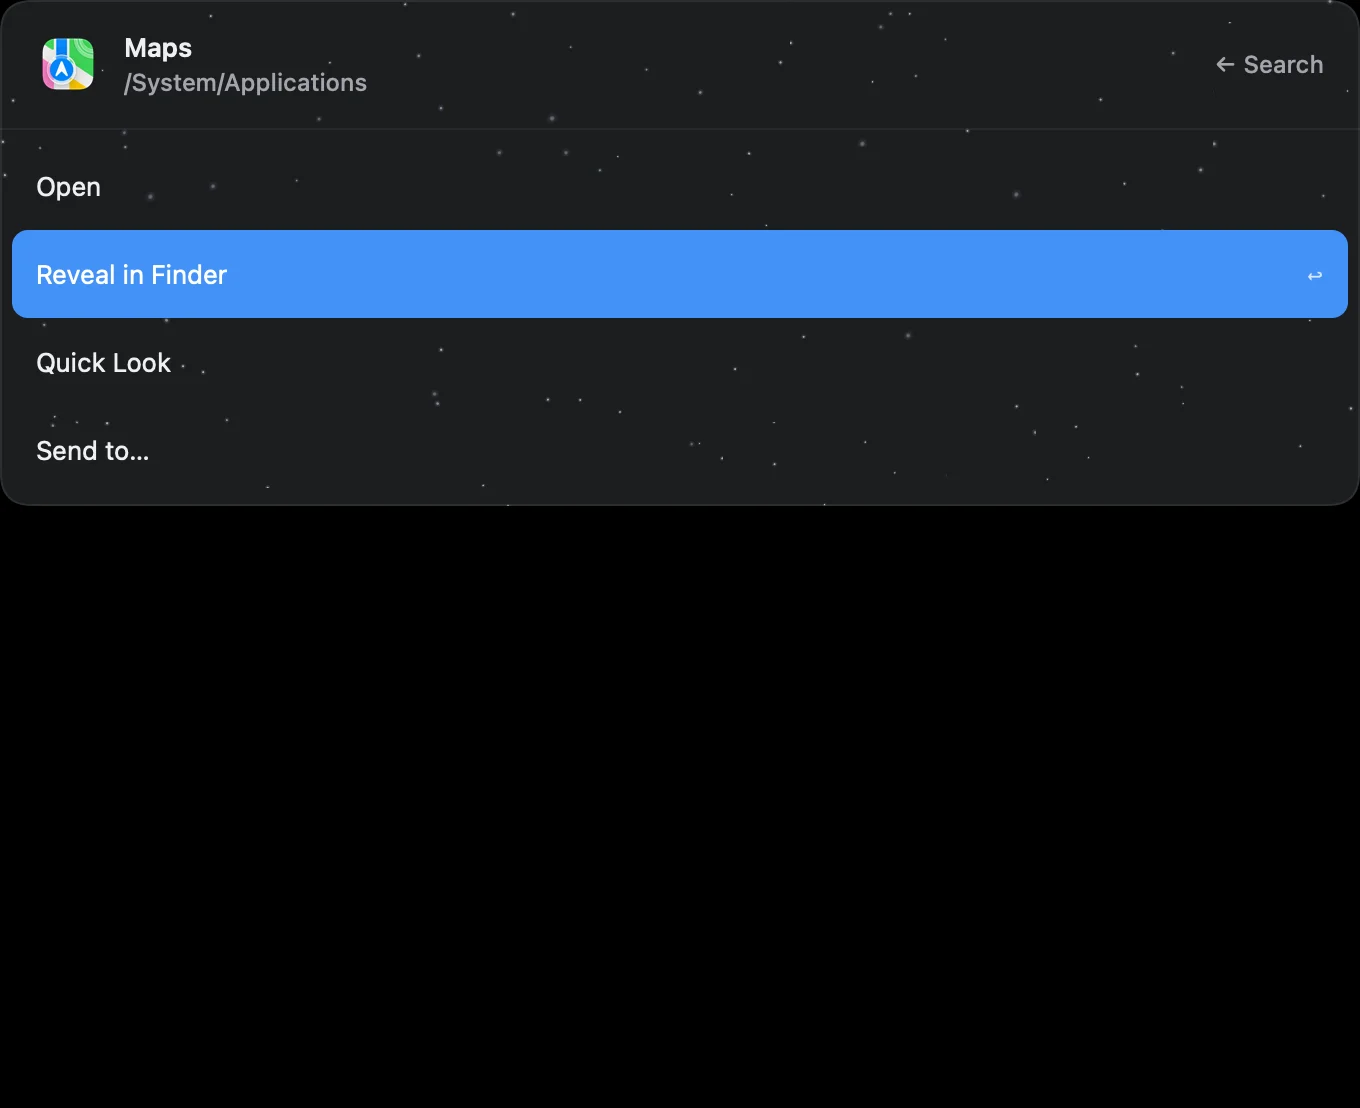 Maps
/System/Applications
← Search
Open
Reveal in Finder ↩
Quick Look
Send to...